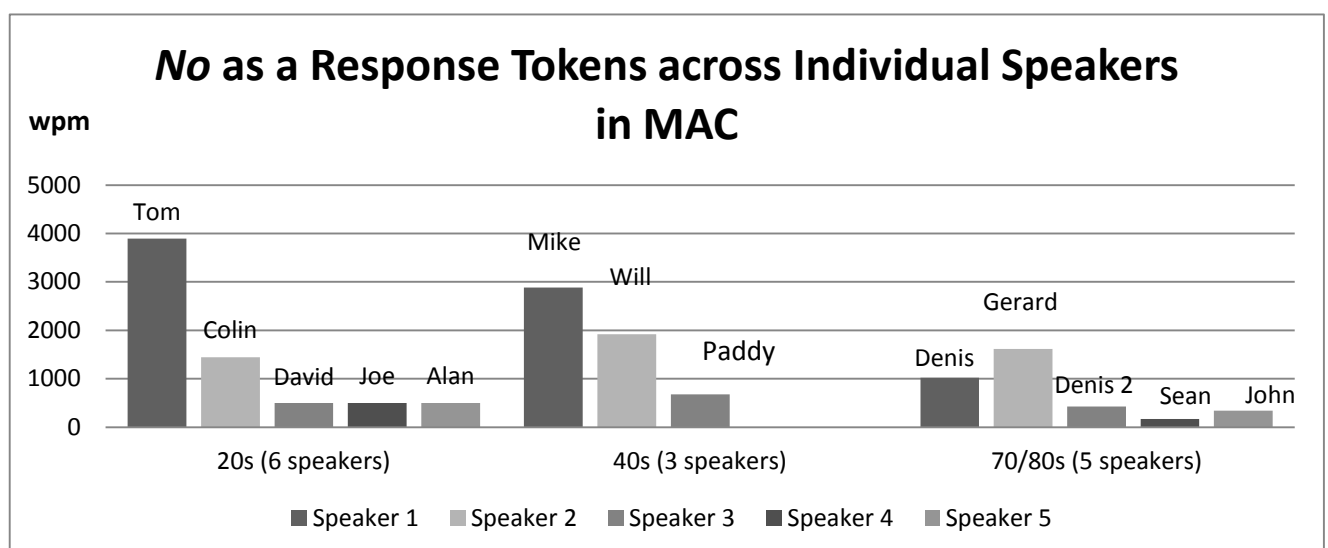 No as a Response Tokens across Individual Speakers
in MAC
wpm
5000
4000
3000
2000
1000
0
Tom
Colin
David
Joe
Alan
Mike
Will
Paddy
Denis
Gerard
Denis 2
Sean
John
20s (6 speakers)
40s (3 speakers)
70/80s (5 speakers)
Speaker 1
Speaker 2
Speaker 3
Speaker 4
Speaker 5